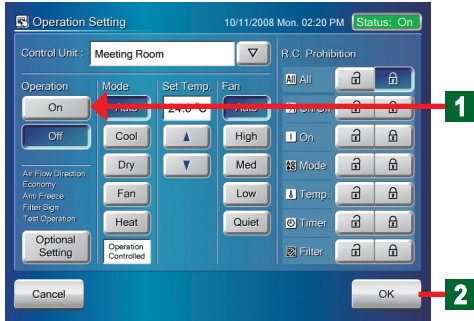 Operation Setting 10/11/2008 Mon. 02:20 PM Status: On
Control Unit : Meeting Room R.C. Prohibition
All All
Operation Mode Set Temp. Fan
On Auto 24.0°C Auto On/Off
1
Off Cool High On
Dry Med Mode
Air Flow Direction
Economy
Anti Freeze
Filter Sign
Test Operation
Fan Low Temp.
Heat Quiet Timer
Optional
Setting
Operation
Controlled
Filter
Cancel OK
2